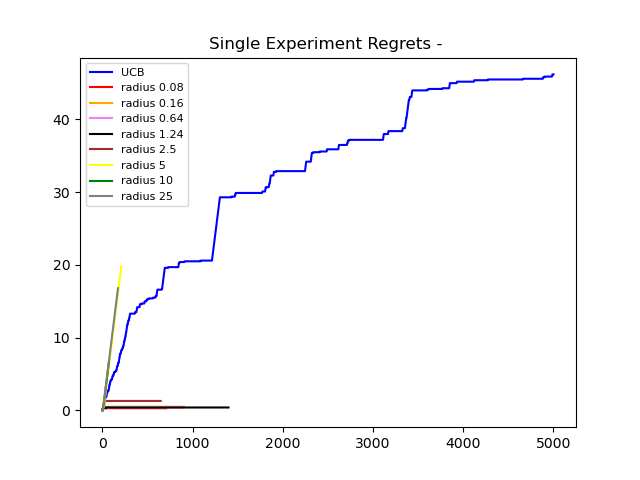 Single Experiment Regrets -
UCB
radius 0.08
radius 0.16
radius 0.64
radius 1.24
radius 2.5
radius 5
radius 10
radius 25
40
30
20
10
0
0 1000 2000 3000 4000 5000